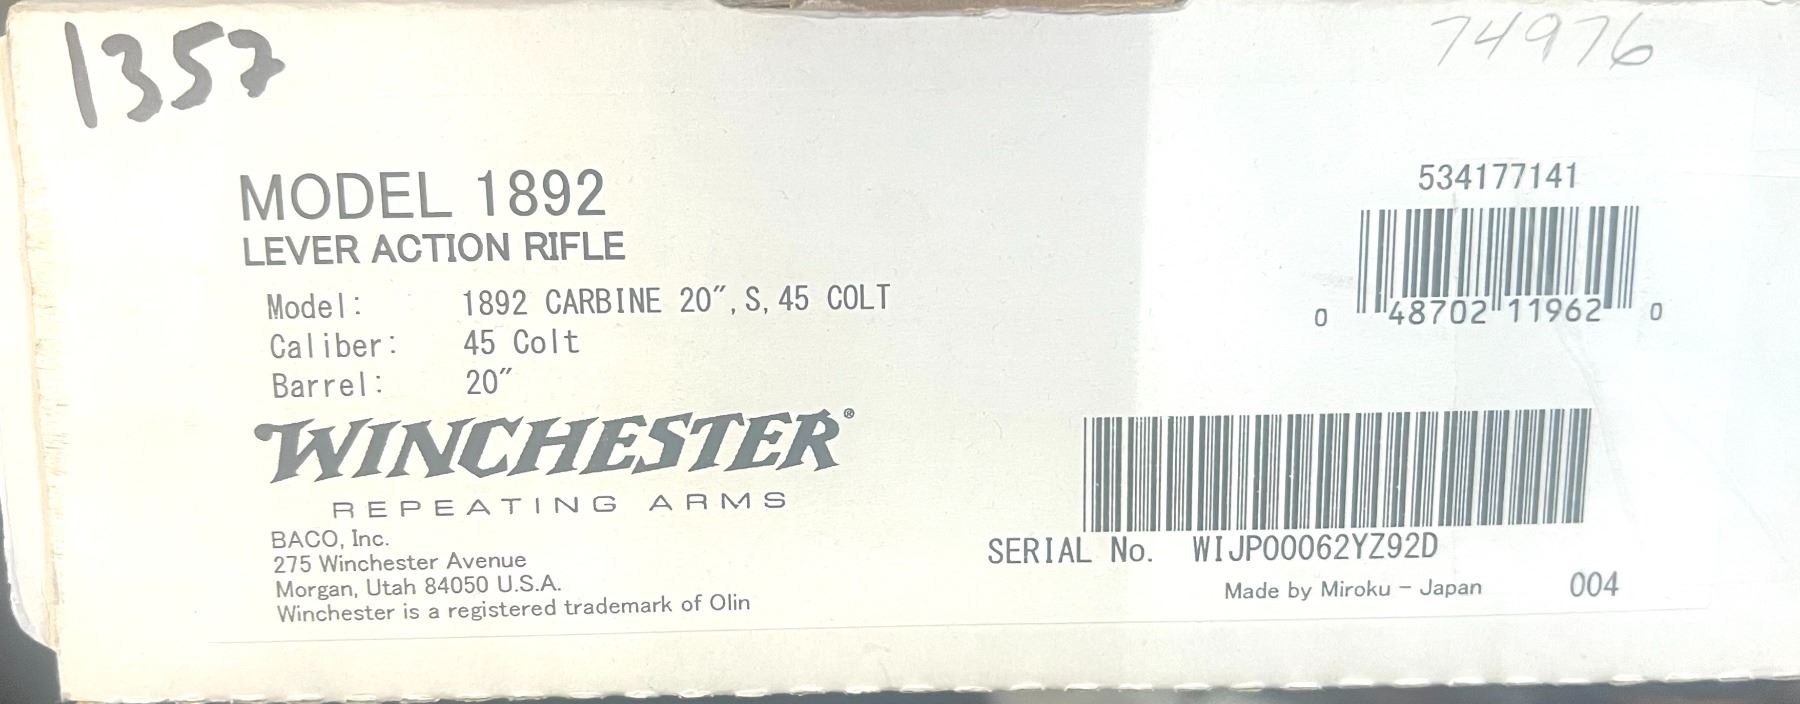 1357
74976
MODEL 1892
LEVER ACTION RIFLE
Model: 1892 CARBINE 20″, S, 45 COLT
Caliber: 45 Colt
Barrel: 20″
WINCHESTER®
REPEATING ARMS
BACO, Inc.
275 Winchester Avenue
Morgan, Utah 84050 U.S.A.
Winchester is a registered trademark of Olin
534177141
0 48702 11962 0
SERIAL No. WIJP00062YZ92D
Made by Miroku - Japan 004